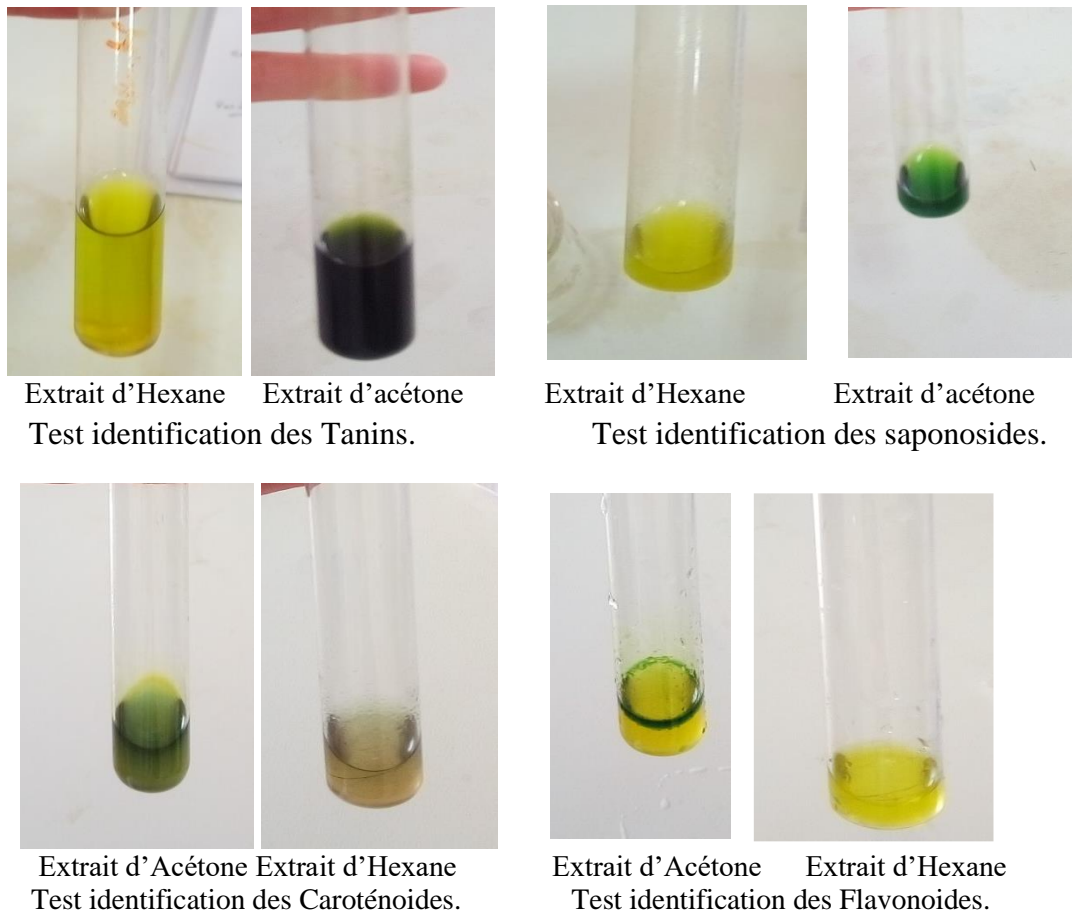 Extrait d’Hexane Extrait d’acétone
Test identification des Tanins.
Extrait d’Hexane Extrait d’acétone
Test identification des saponosides.
Extrait d’Acétone Extrait d’Hexane
Test identification des Caroténoides.
Extrait d’Acétone Extrait d’Hexane
Test identification des Flavonoides.